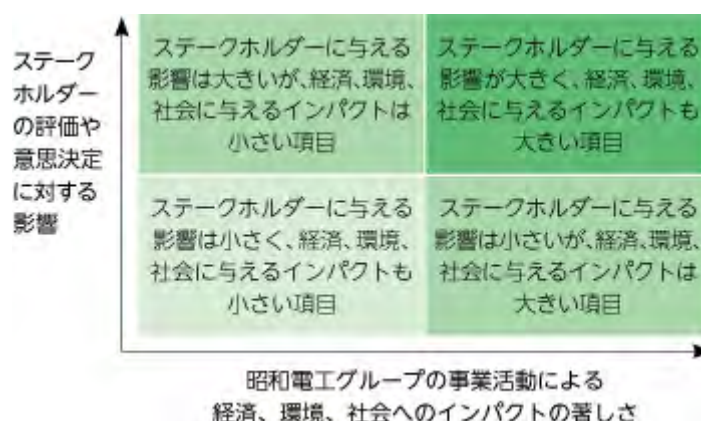 ステーク
ホルダー
の評価や
意思決定
に対する
影響
ステークホルダーに与える
影響は大きいが、経済、環境、
社会に与えるインパクトは
小さい項目
ステークホルダーに与える
影響が大きく、経済、環境、
社会に与えるインパクトも
大きい項目
ステークホルダーに与える
影響は小さく、経済、環境、
社会に与えるインパクトも
小さい項目
ステークホルダーに与える
影響は小さいが、経済、環境、
社会に与えるインパクトは
大きい項目
昭和電工グループの事業活動による
経済、環境、社会へのインパクトの著しさ